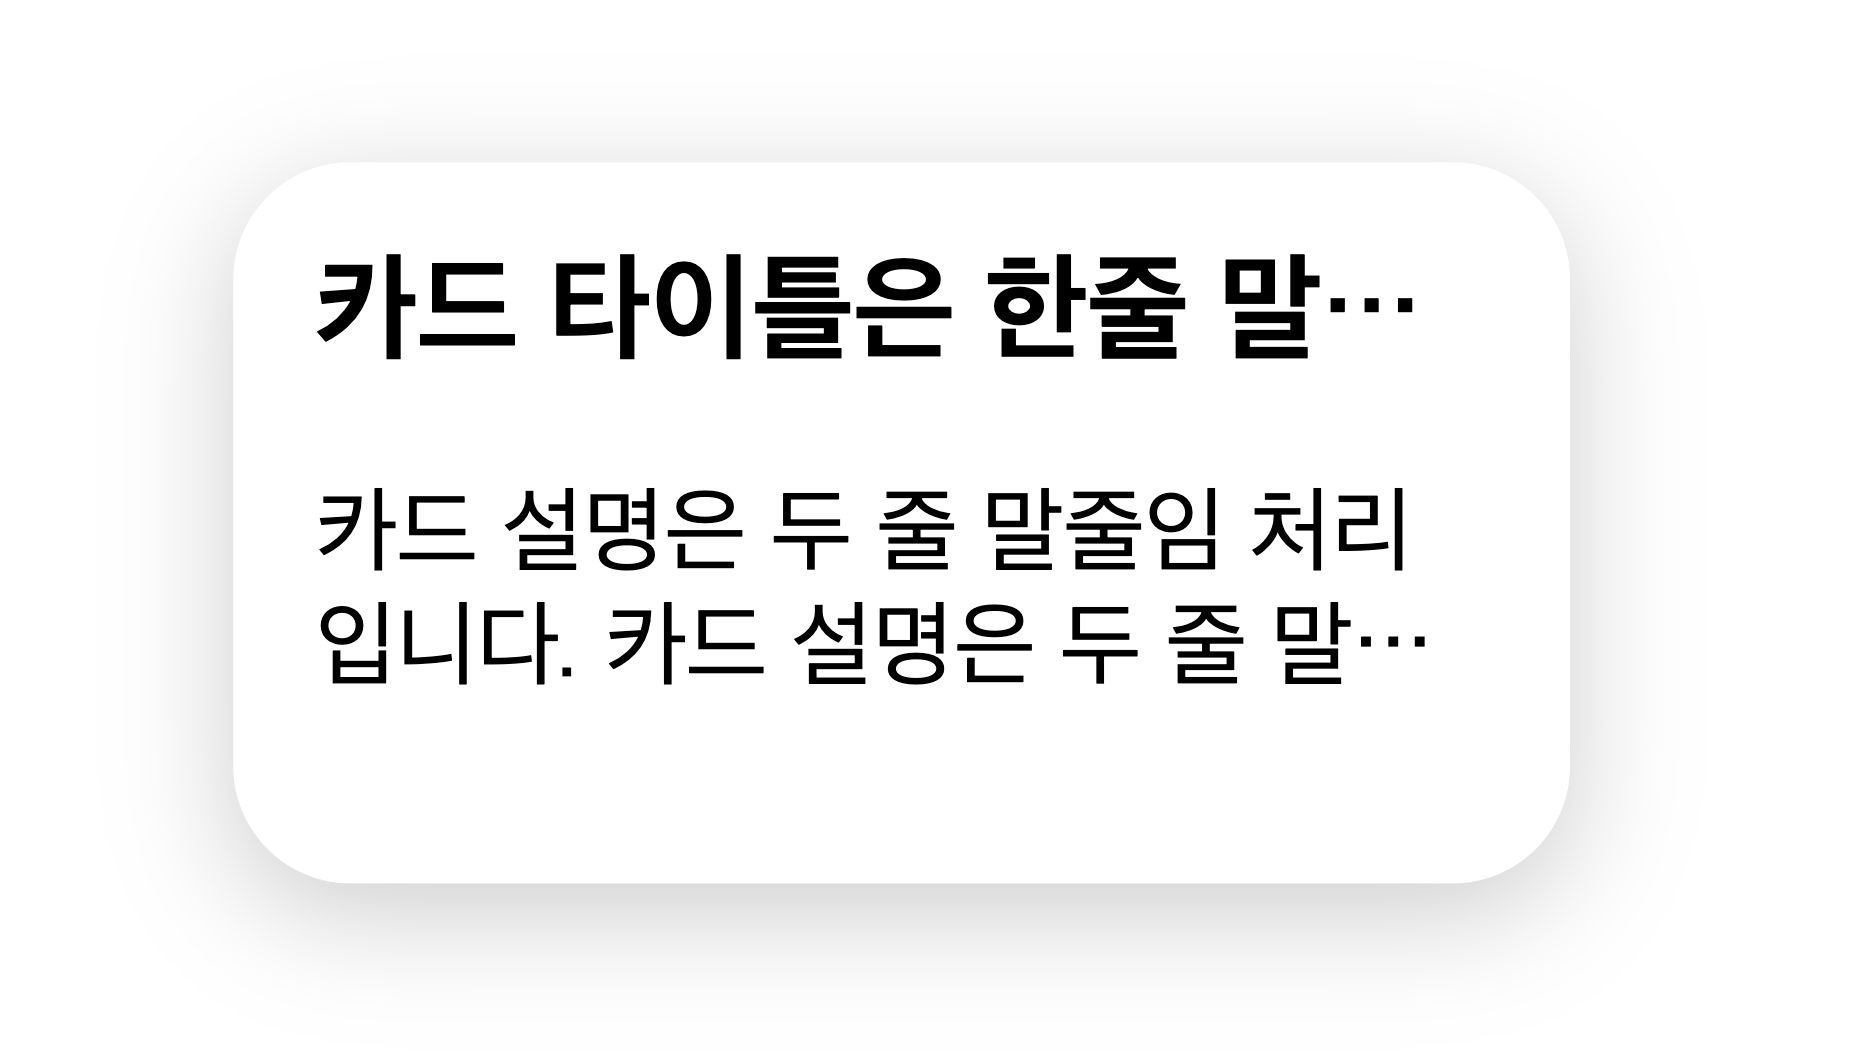 카드 타이틀은 한줄 말…
카드 설명은 두 줄 말줄임 처리
입니다. 카드 설명은 두 줄 말…